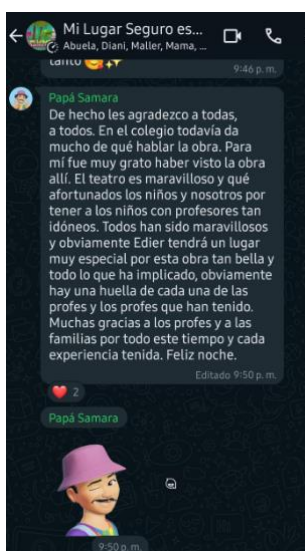 Mi Lugar Seguro es...
Abuela, Diani, Maller, Mama, ...
tanto
9:46 p. m.
Papá Samara
De hecho les agradezco a todas,
a todos. En el colegio todavía da
mucho de qué hablar la obra. Para
mí fue muy grato haber visto la obra
allí. El teatro es maravilloso y qué
afortunados los niños y nosotros por
tener a los niños con profesores tan
idóneos. Todos han sido maravillosos
y obviamente Edier tendrá un lugar
muy especial por esta obra tan bella y
todo lo que ha implicado, obviamente
hay una huella de cada una de las
profes y los profes que han tenido.
Muchas gracias a los profes y a las
familias por todo este tiempo y cada
experiencia tenida. Feliz noche.
Editado 9:50 p. m.
2
Papá Samara
9:50 p. m.